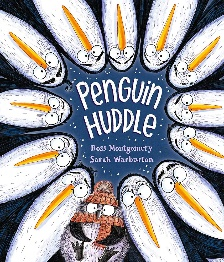 PENGUIN
HUDDLE
Ross Montgomery
Sarah Warburton